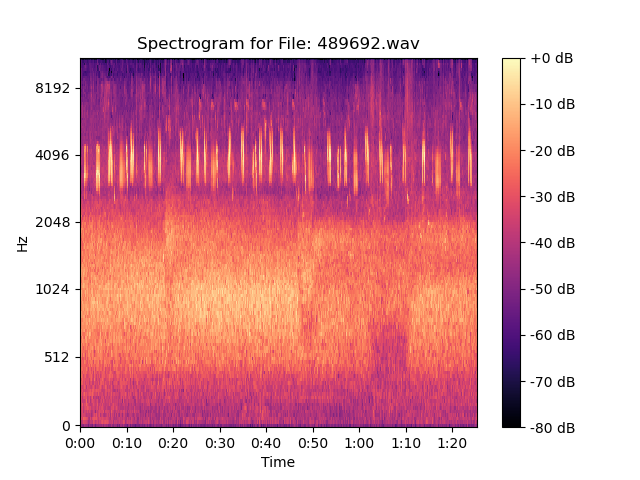 Spectrogram for File: 489692.wav
8192
4096
2048
1024
512
0
Hz
0:00 0:10 0:20 0:30 0:40 0:50 1:00 1:10 1:20
Time
+0 dB
-10 dB
-20 dB
-30 dB
-40 dB
-50 dB
-60 dB
-70 dB
-80 dB